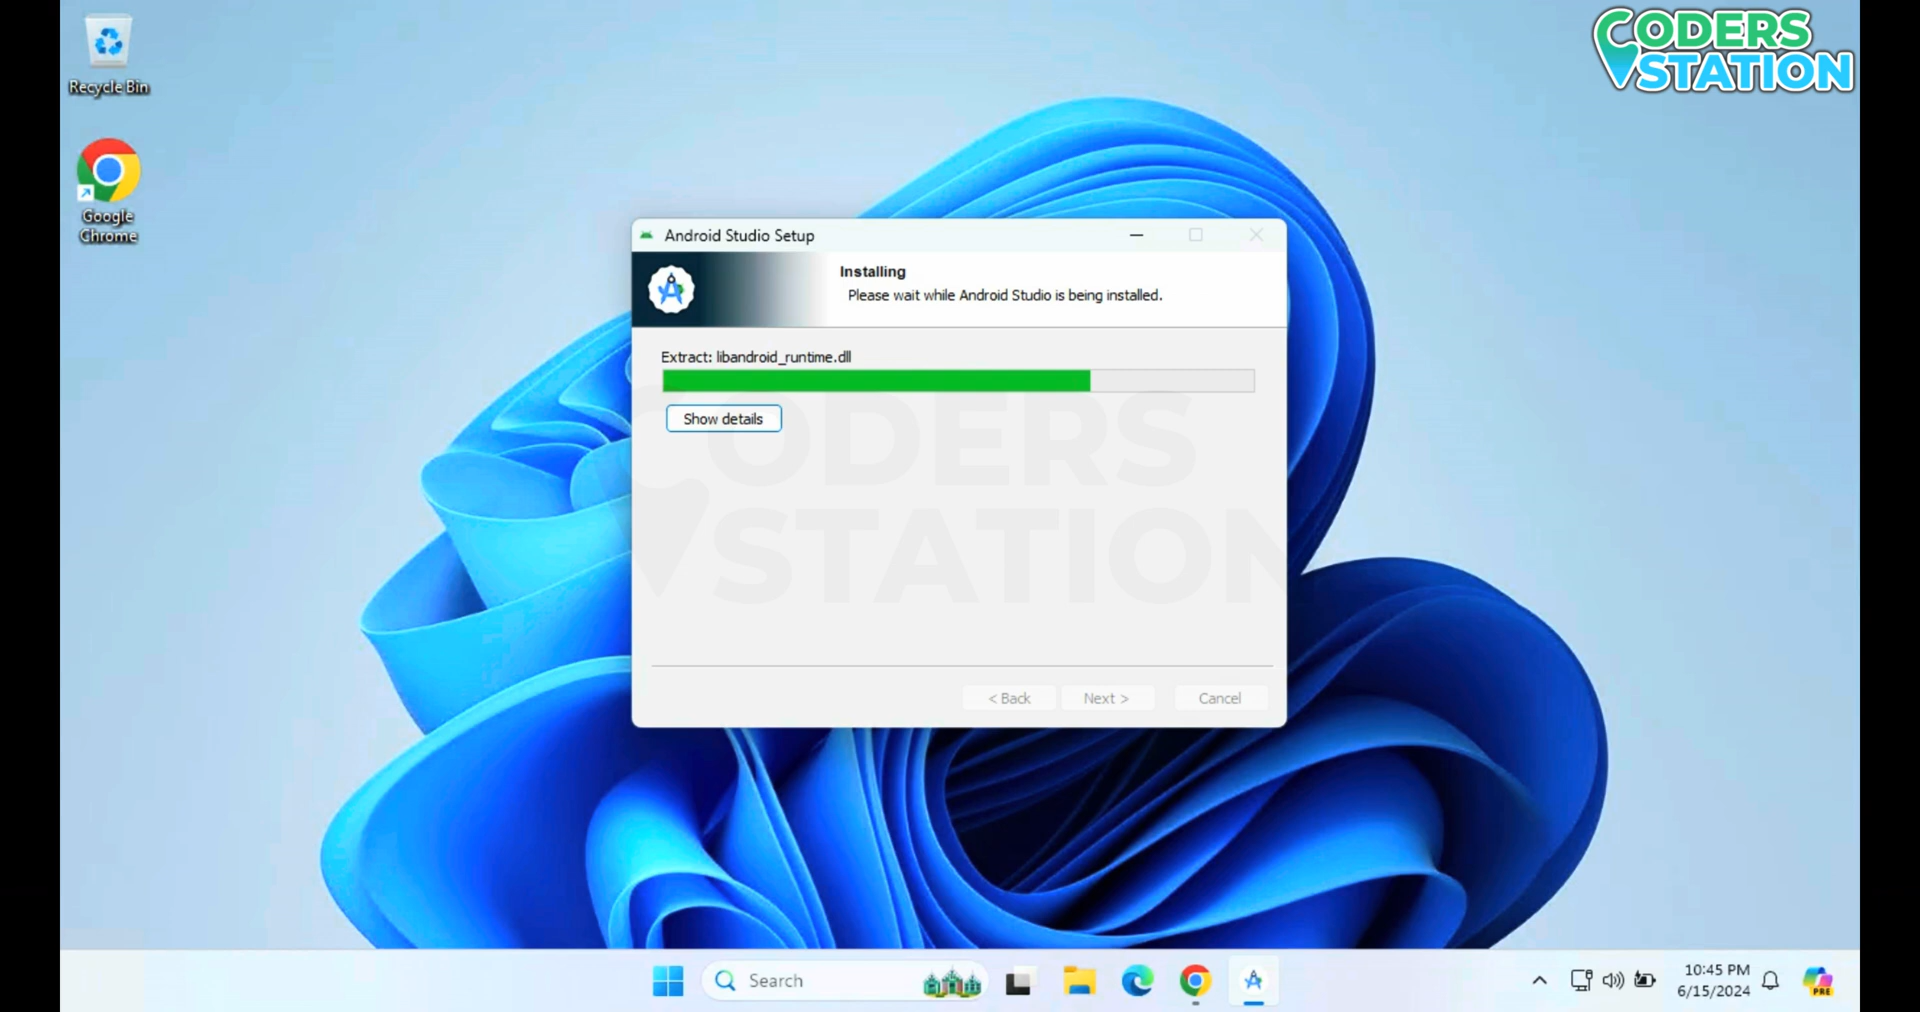 Recycle Bin
Google
Chrome
CODERS
STATION
Android Studio Setup
Installing
Please wait while Android Studio is being installed.
Extract: libandroid_runtime.dll
Show details
CODERS
STATION
< Back
Next >
Cancel
Search
10:45 PM
6/15/2024
PRE